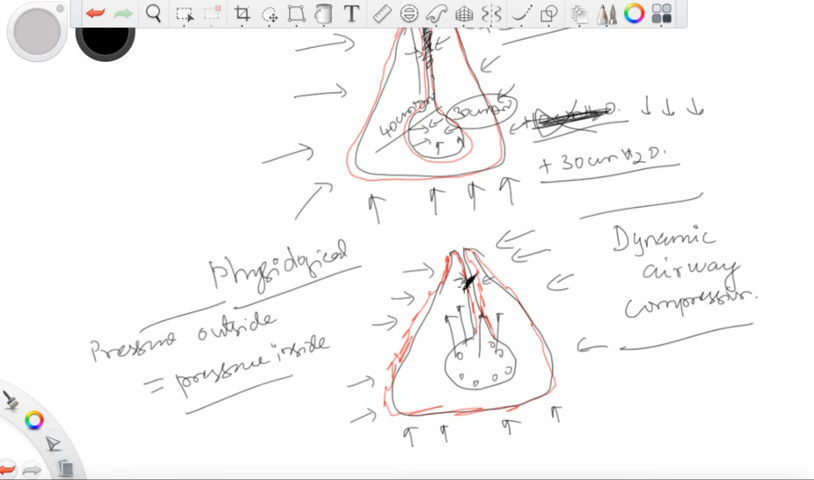 T
40cmH2O
30cmH2O
+30cmH2O.
Physiological
Pressure outside
= pressure inside
Dynamic
airway
compression.